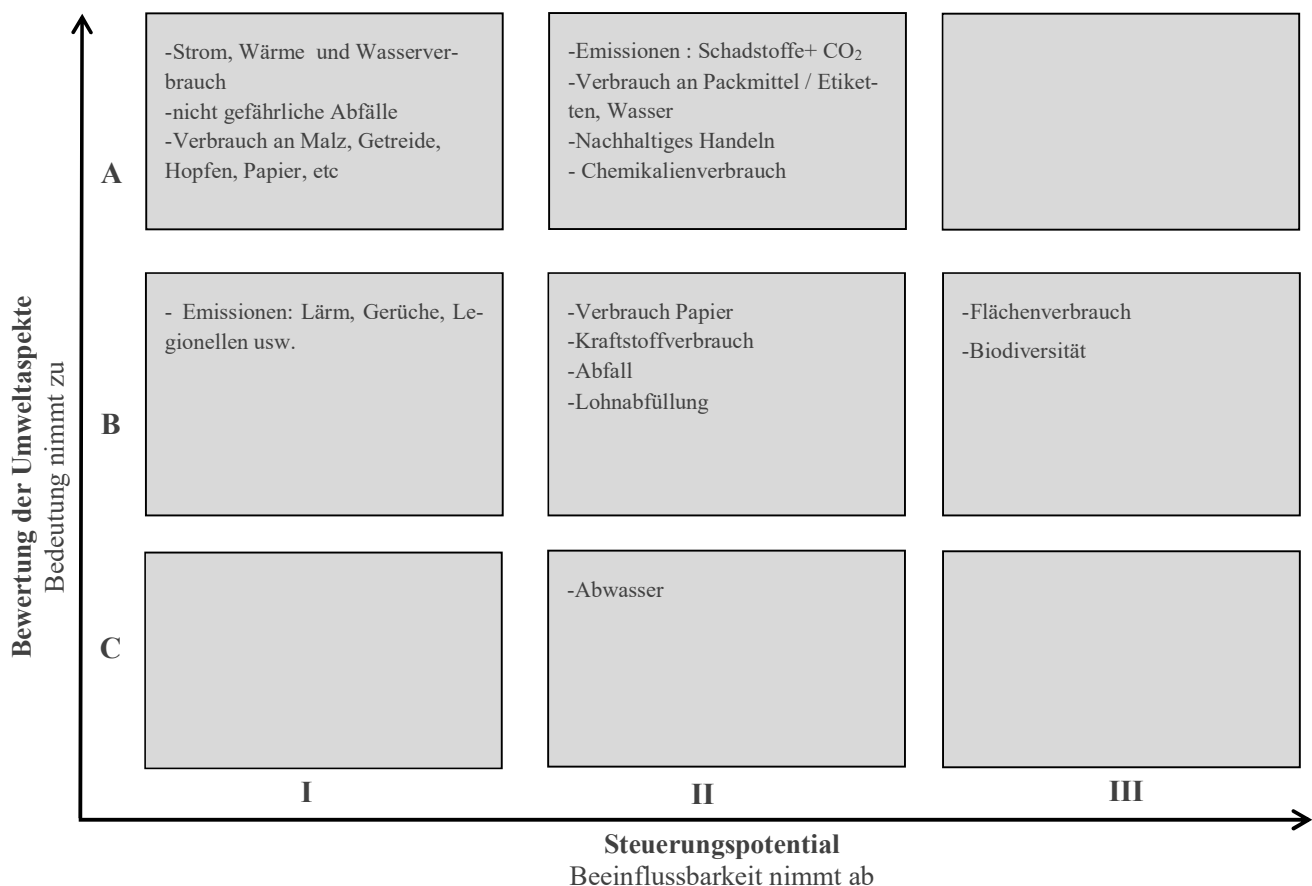 -Strom, Wärme und Wasserver-
brauch
-nicht gefährliche Abfälle
-Verbrauch an Malz, Getreide,
Hopfen, Papier, etc
-Emissionen : Schadstoffe+ CO₂
-Verbrauch an Packmittel / Etiket-
ten, Wasser
-Nachhaltiges Handeln
- Chemikalienverbrauch
A
- Emissionen: Lärm, Gerüche, Le-
gionellen usw.
-Verbrauch Papier
-Kraftstoffverbrauch
-Abfall
-Lohnabfüllung
-Flächenverbrauch
-Biodiversität
B
Bewertung der Umweltaspekte
Bedeutung nimmt zu
-Abwasser
C
I
II
III
Steuerungspotential
Beeinflussbarkeit nimmt ab